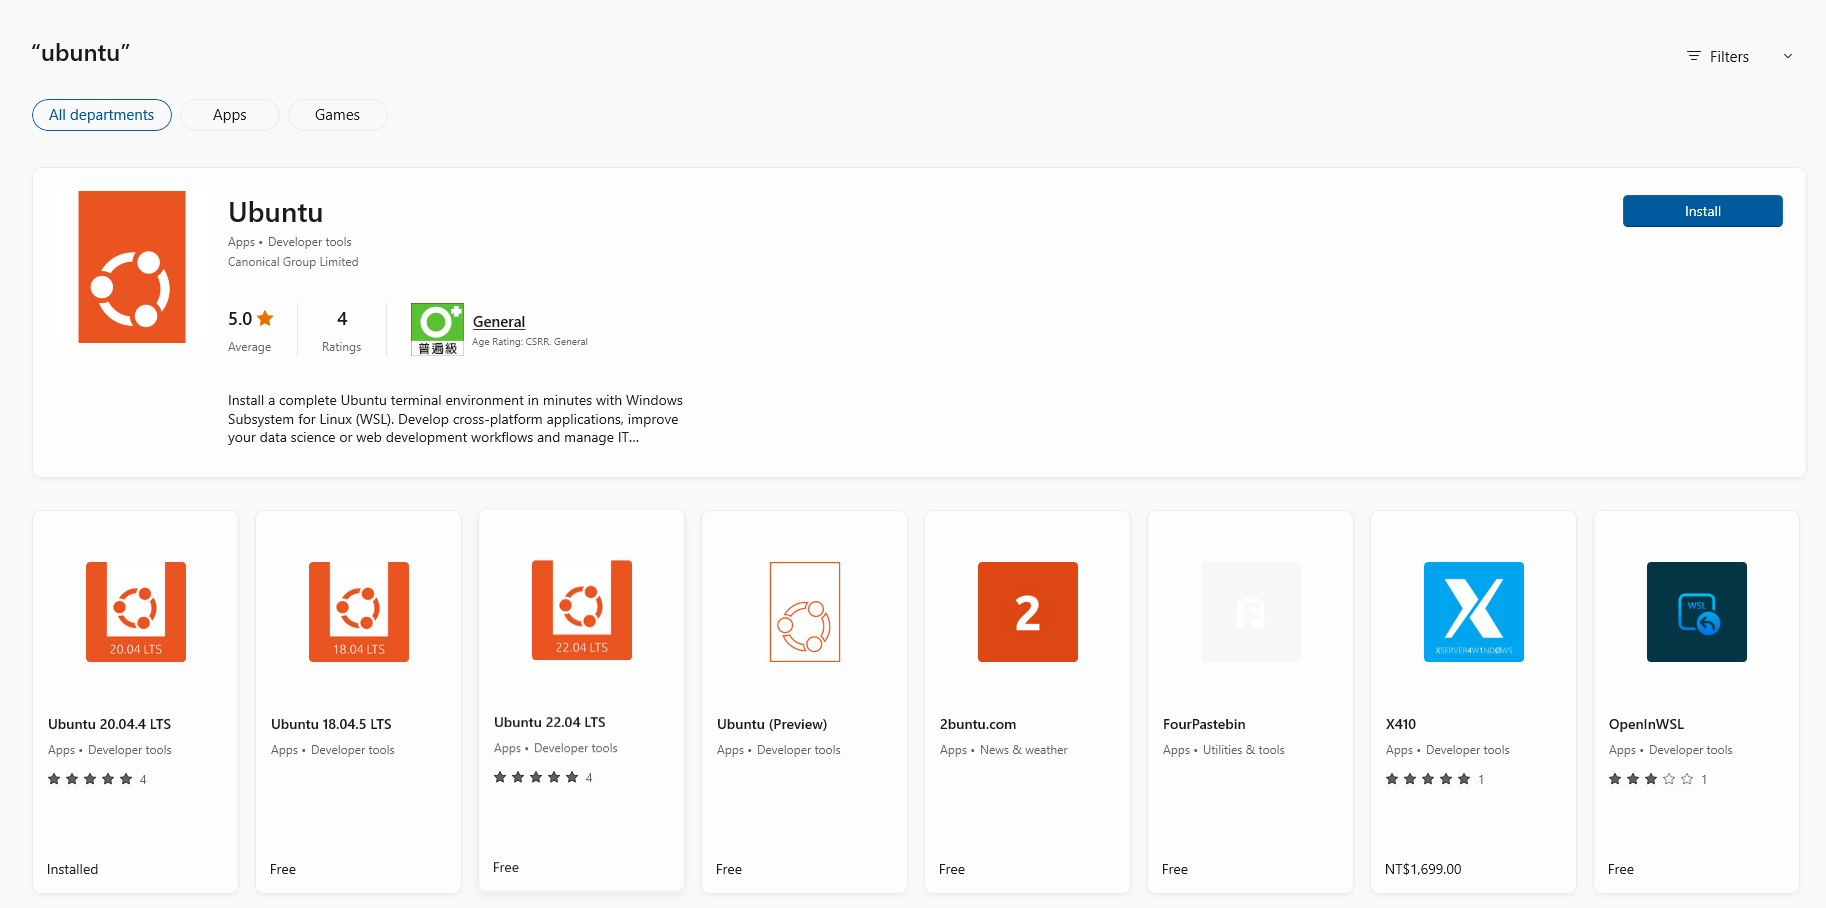 “ubuntu”
Filters
All departments
Apps
Games
Ubuntu
Install
Apps • Developer tools
Canonical Group Limited
5.0
4
General
Average
Ratings
普遍級
Age Rating: CSRR. General
Install a complete Ubuntu terminal environment in minutes with Windows
Subsystem for Linux (WSL). Develop cross-platform applications, improve
your data science or web development workflows and manage IT...
20.04 LTS
Ubuntu 20.04.4 LTS
Apps • Developer tools
4
Installed
18.04 LTS
Ubuntu 18.04.5 LTS
Apps • Developer tools
Free
22.04 LTS
Ubuntu 22.04 LTS
Apps • Developer tools
4
Free
Ubuntu (Preview)
Apps • Developer tools
Free
2
2buntu.com
Apps • News & weather
Free
FourPastebin
Apps • Utilities & tools
Free
X
XSERVER4W1ND0WS
X410
Apps • Developer tools
1
NT$1,699.00
WSL
OpenInWSL
Apps • Developer tools
1
Free